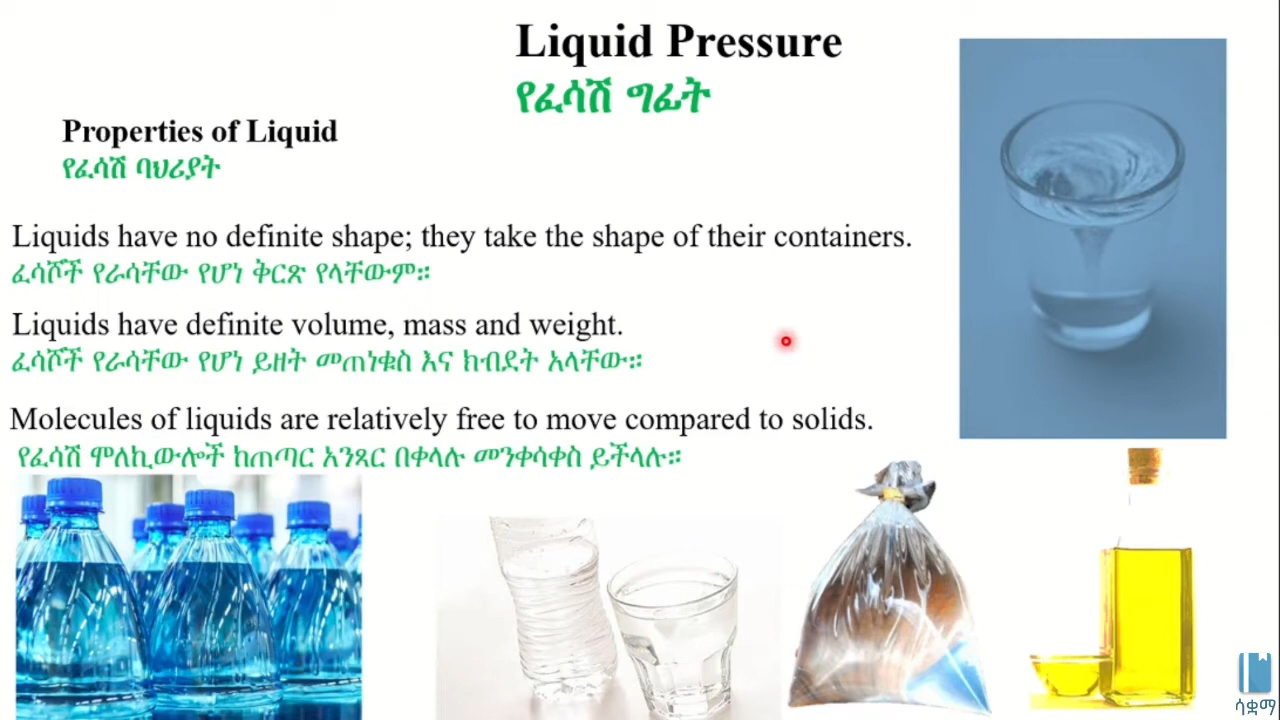 Liquid Pressure
የፈሳሽ ግፊት
Properties of Liquid
የፈሳሽ ባህሪያት
Liquids have no definite shape; they take the shape of their containers.
ፈሳሾች የራሳቸው የሆነ ቅርጽ የላቸውም።
Liquids have definite volume, mass and weight.
ፈሳሾች የራሳቸው የሆነ ይዘት መጠነቁስ እና ክብደት አላቸው።
Molecules of liquids are relatively free to move compared to solids.
የፈሳሽ ሞለኪውሎች ከጠጣር አንጻር በቀላሉ መንቀሳቀስ ይችላሉ።
ሳቋማ